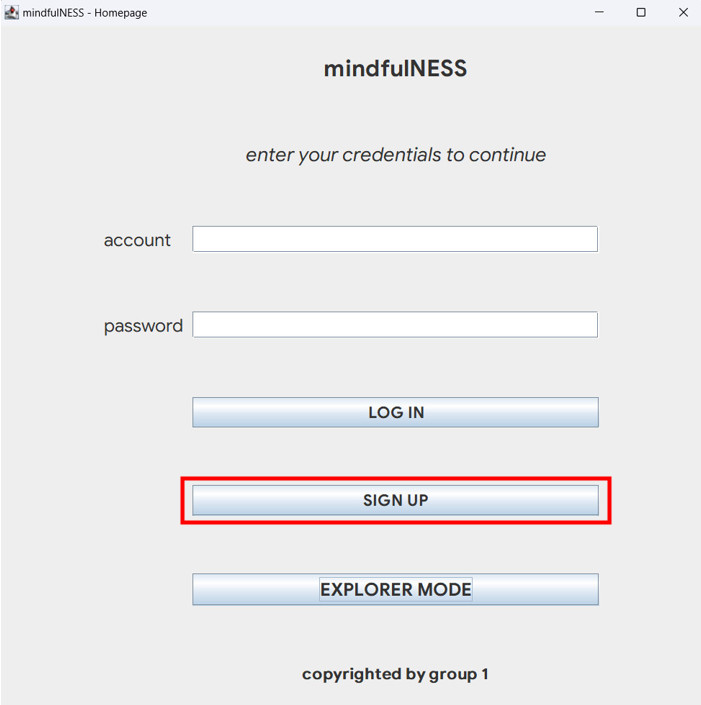 mindfulNESS - Homepage
mindfulNESS
enter your credentials to continue
account
password
LOG IN
SIGN UP
EXPLORER MODE
copyrighted by group 1